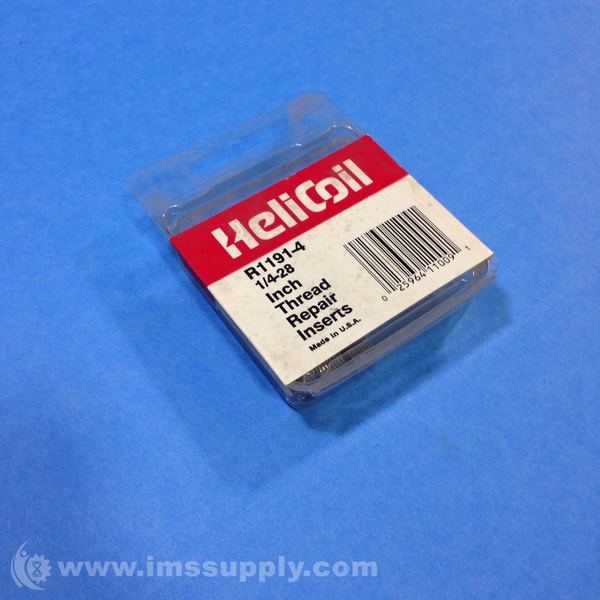 HeliCoil
R1191-4
1/4-28
Inch
Thread
Repair
Inserts
Made in U.S.A.
0 25964 11009 1
www.imssupply.com